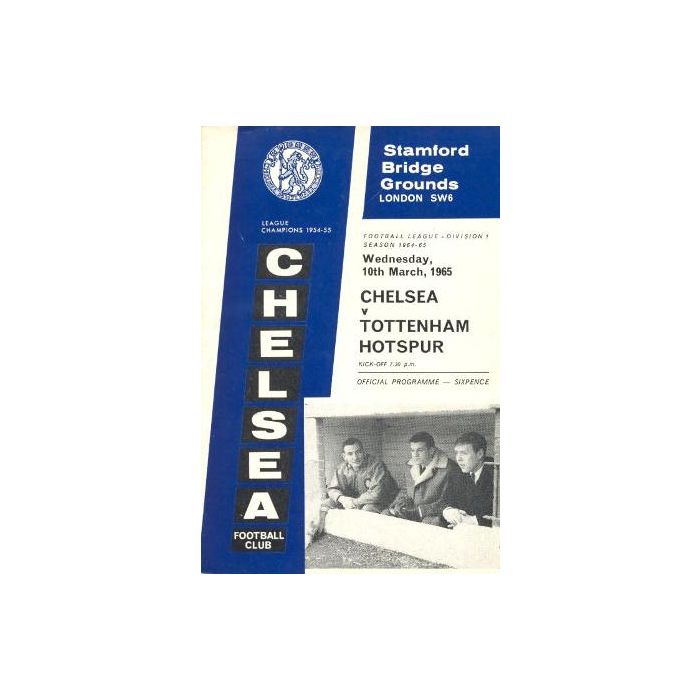 Stamford
Bridge
Grounds
LONDON SW6
LEAGUE
CHAMPIONS 1954-55
FOOTBALL LEAGUE - DIVISION 1
SEASON 1964-65
Wednesday,
10th March, 1965
CHELSEA
v
TOTTENHAM
HOTSPUR
KICK-OFF 7.30 p.m.
OFFICIAL PROGRAMME — SIXPENCE
CHELSEA
FOOTBALL
CLUB